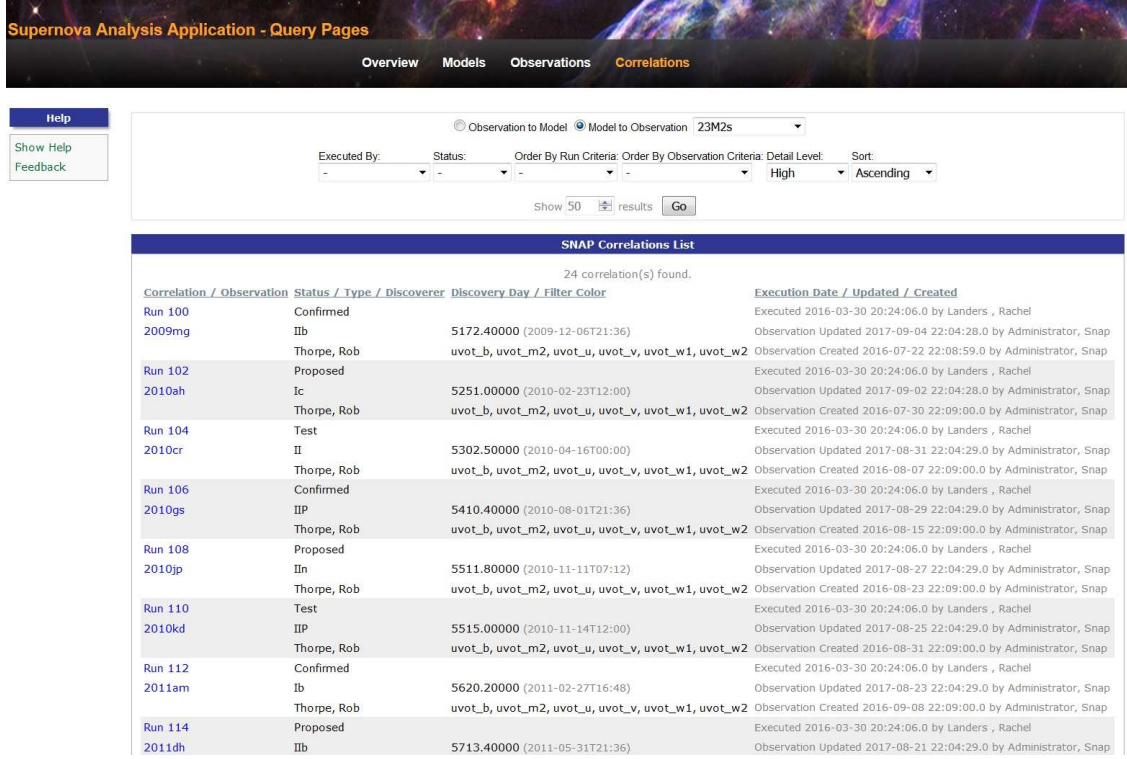 Supernova Analysis Application - Query Pages
Overview Models Observations Correlations
Help
Show Help
Feedback
Observation to Model Model to Observation 23M2s
Executed By: Status: Order By Run Criteria: Order By Observation Criteria: Detail Level: Sort:
- - - - High Ascending
Show 50 results Go
SNAP Correlations List
24 correlation(s) found.
Correlation / Observation Status / Type / Discoverer Discovery Day / Filter Color Execution Date / Updated / Created
Run 100 Confirmed Executed 2016-03-30 20:24:06.0 by Landers , Rachel
2009mg IIb 5172.40000 (2009-12-06T21:36) Observation Updated 2017-09-04 22:04:28.0 by Administrator, Snap
Thorpe, Rob uvot_b, uvot_m2, uvot_u, uvot_v, uvot_w1, uvot_w2 Observation Created 2016-07-22 22:08:59.0 by Administrator, Snap
Run 102 Proposed Executed 2016-03-30 20:24:06.0 by Landers , Rachel
2010ah Ic 5251.00000 (2010-02-23T12:00) Observation Updated 2017-09-02 22:04:28.0 by Administrator, Snap
Thorpe, Rob uvot_b, uvot_m2, uvot_u, uvot_v, uvot_w1, uvot_w2 Observation Created 2016-07-30 22:09:00.0 by Administrator, Snap
Run 104 Test Executed 2016-03-30 20:24:06.0 by Landers , Rachel
2010cr II 5302.50000 (2010-04-16T00:00) Observation Updated 2017-08-31 22:04:29.0 by Administrator, Snap
Thorpe, Rob uvot_b, uvot_m2, uvot_u, uvot_v, uvot_w1, uvot_w2 Observation Created 2016-08-07 22:09:00.0 by Administrator, Snap
Run 106 Confirmed Executed 2016-03-30 20:24:06.0 by Landers , Rachel
2010gs IIP 5410.40000 (2010-08-01T21:36) Observation Updated 2017-08-29 22:04:29.0 by Administrator, Snap
Thorpe, Rob uvot_b, uvot_m2, uvot_u, uvot_v, uvot_w1, uvot_w2 Observation Created 2016-08-15 22:09:00.0 by Administrator, Snap
Run 108 Proposed Executed 2016-03-30 20:24:06.0 by Landers , Rachel
2010jp IIn 5511.80000 (2010-11-11T07:12) Observation Updated 2017-08-27 22:04:29.0 by Administrator, Snap
Thorpe, Rob uvot_b, uvot_m2, uvot_u, uvot_v, uvot_w1, uvot_w2 Observation Created 2016-08-23 22:09:00.0 by Administrator, Snap
Run 110 Test Executed 2016-03-30 20:24:06.0 by Landers , Rachel
2010kd IIP 5515.00000 (2010-11-14T12:00) Observation Updated 2017-08-25 22:04:29.0 by Administrator, Snap
Thorpe, Rob uvot_b, uvot_m2, uvot_u, uvot_v, uvot_w1, uvot_w2 Observation Created 2016-08-31 22:09:00.0 by Administrator, Snap
Run 112 Confirmed Executed 2016-03-30 20:24:06.0 by Landers , Rachel
2011am Ib 5620.20000 (2011-02-27T16:48) Observation Updated 2017-08-23 22:04:29.0 by Administrator, Snap
Thorpe, Rob uvot_b, uvot_m2, uvot_u, uvot_v, uvot_w1, uvot_w2 Observation Created 2016-09-08 22:09:00.0 by Administrator, Snap
Run 114 Proposed Executed 2016-03-30 20:24:06.0 by Landers , Rachel
2011dh IIb 5713.40000 (2011-05-31T21:36) Observation Updated 2017-08-21 22:04:29.0 by Administrator, Snap